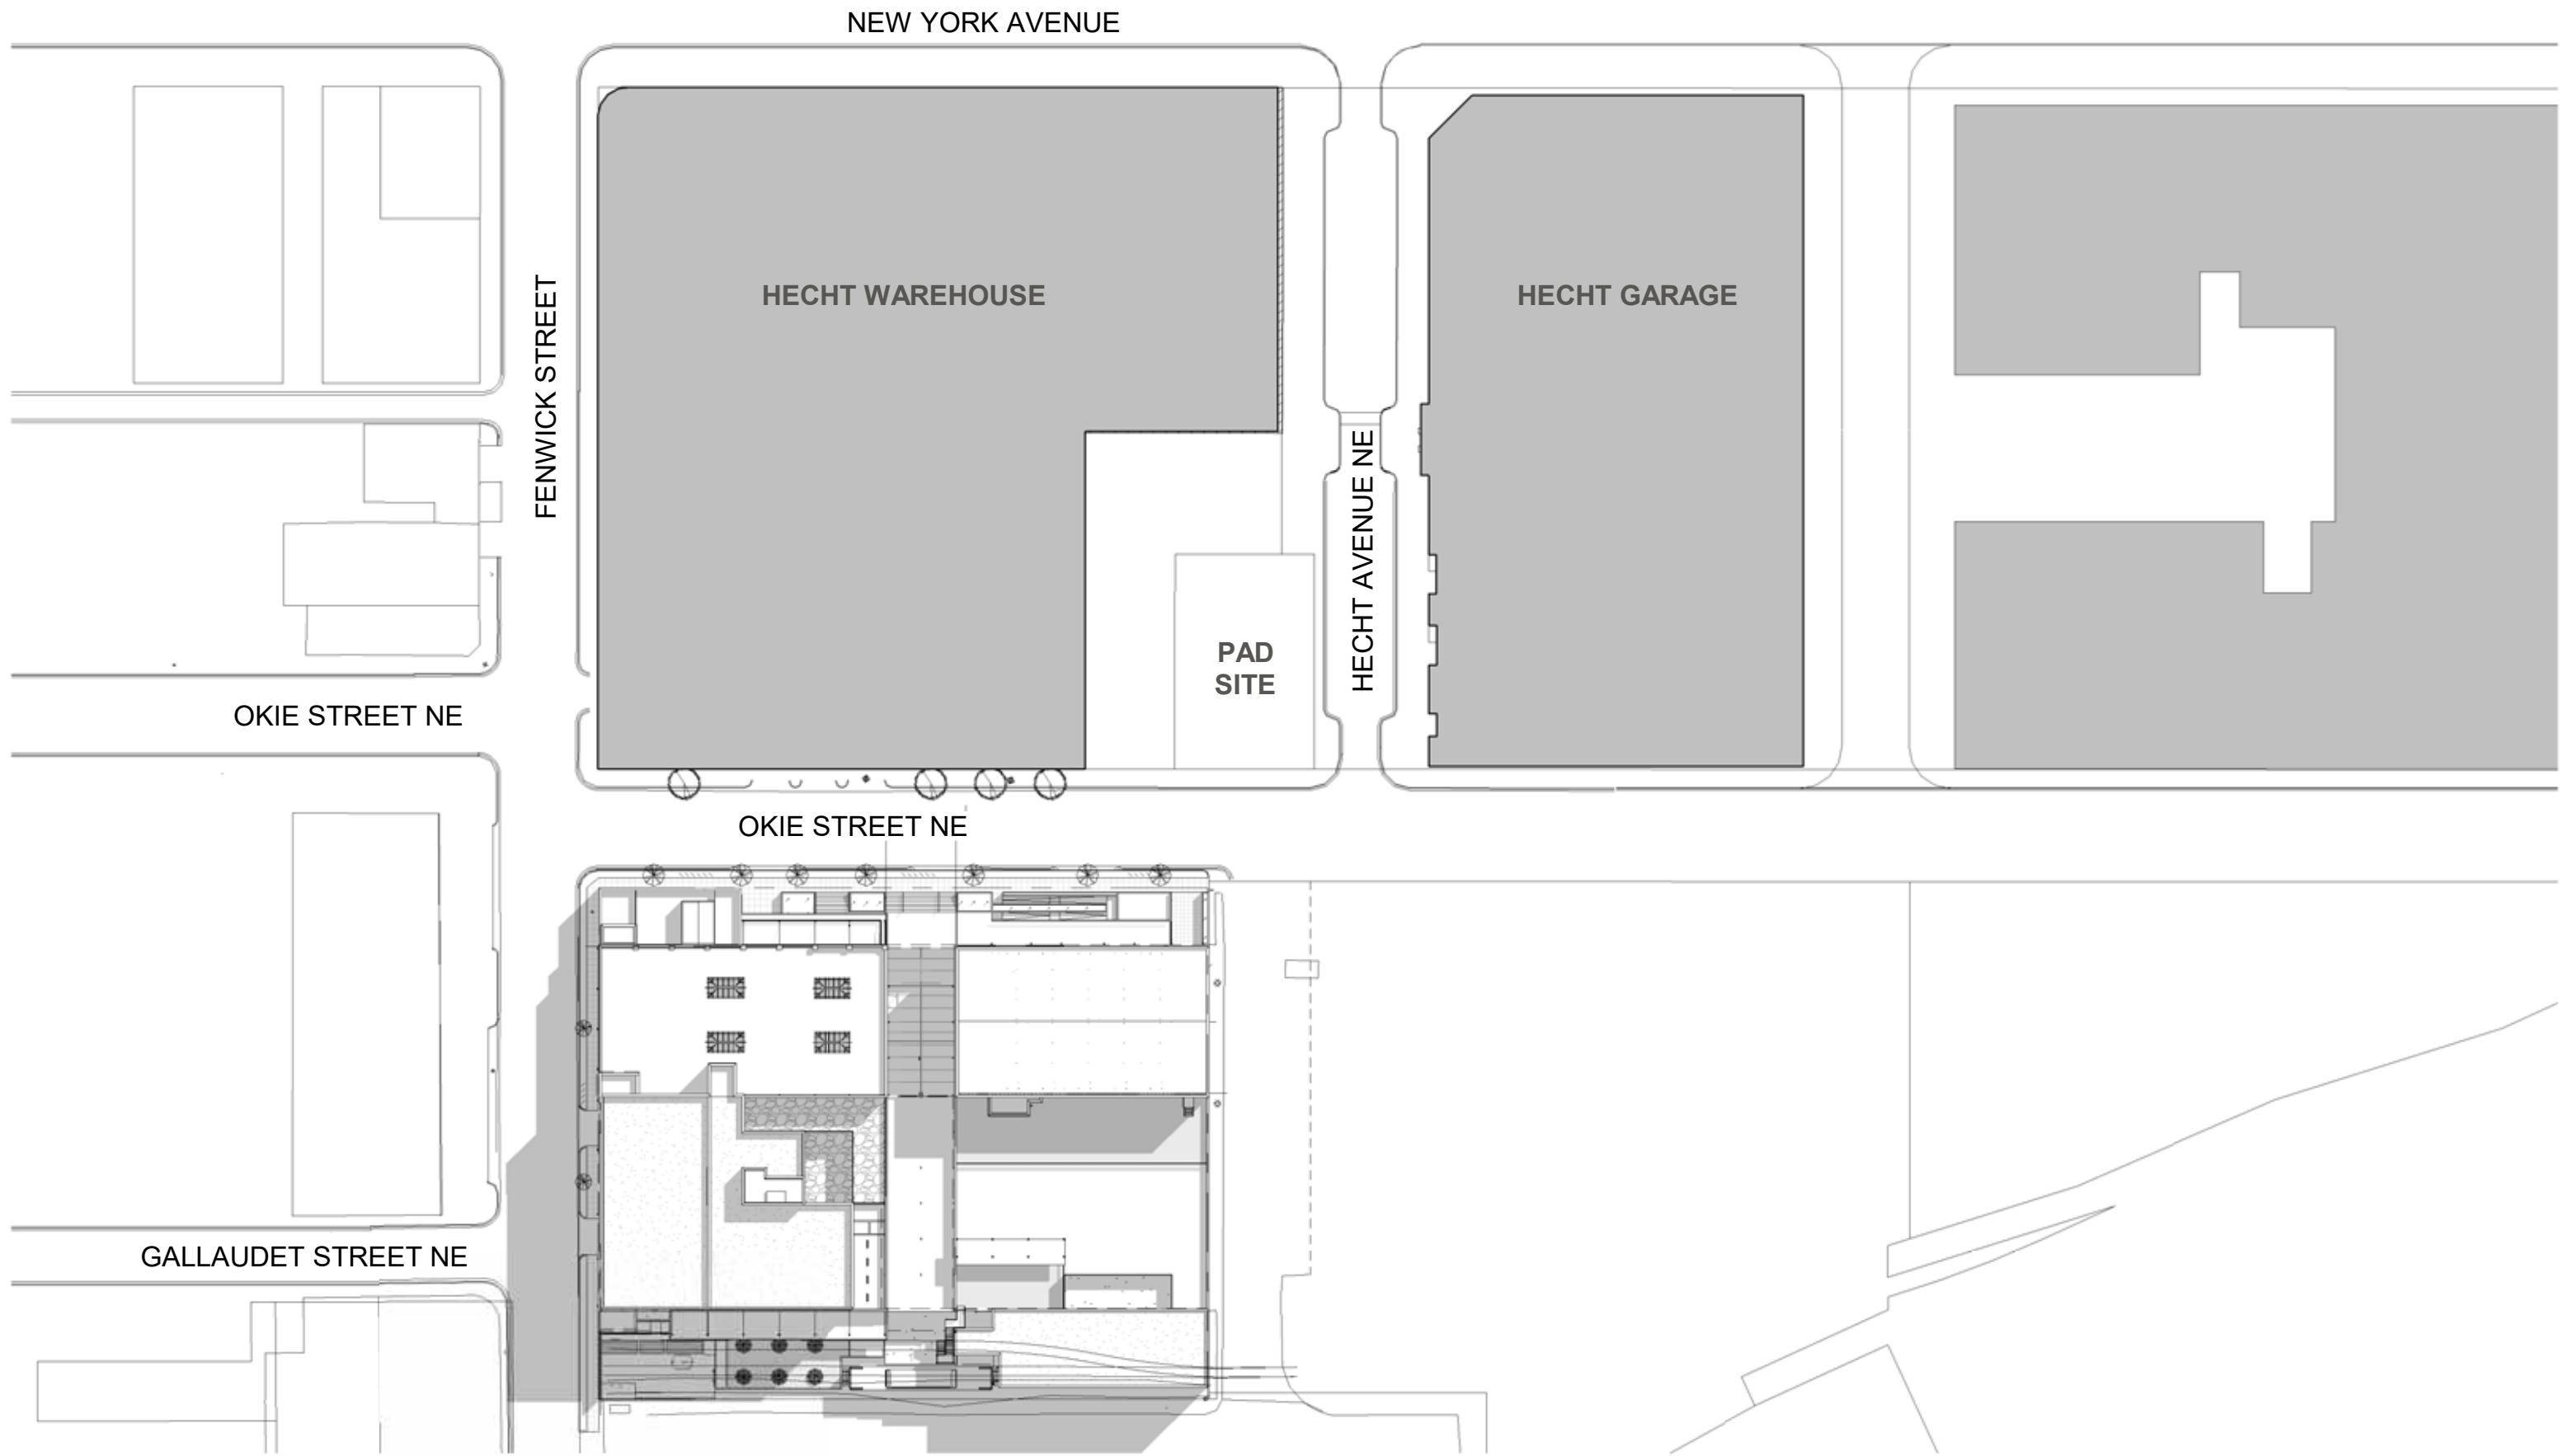 NEW YORK AVENUE
HECHT WAREHOUSE
HECHT GARAGE
FENWICK STREET
HECHT AVENUE NE
PAD
SITE
OKIE STREET NE
OKIE STREET NE
GALLAUDET STREET NE